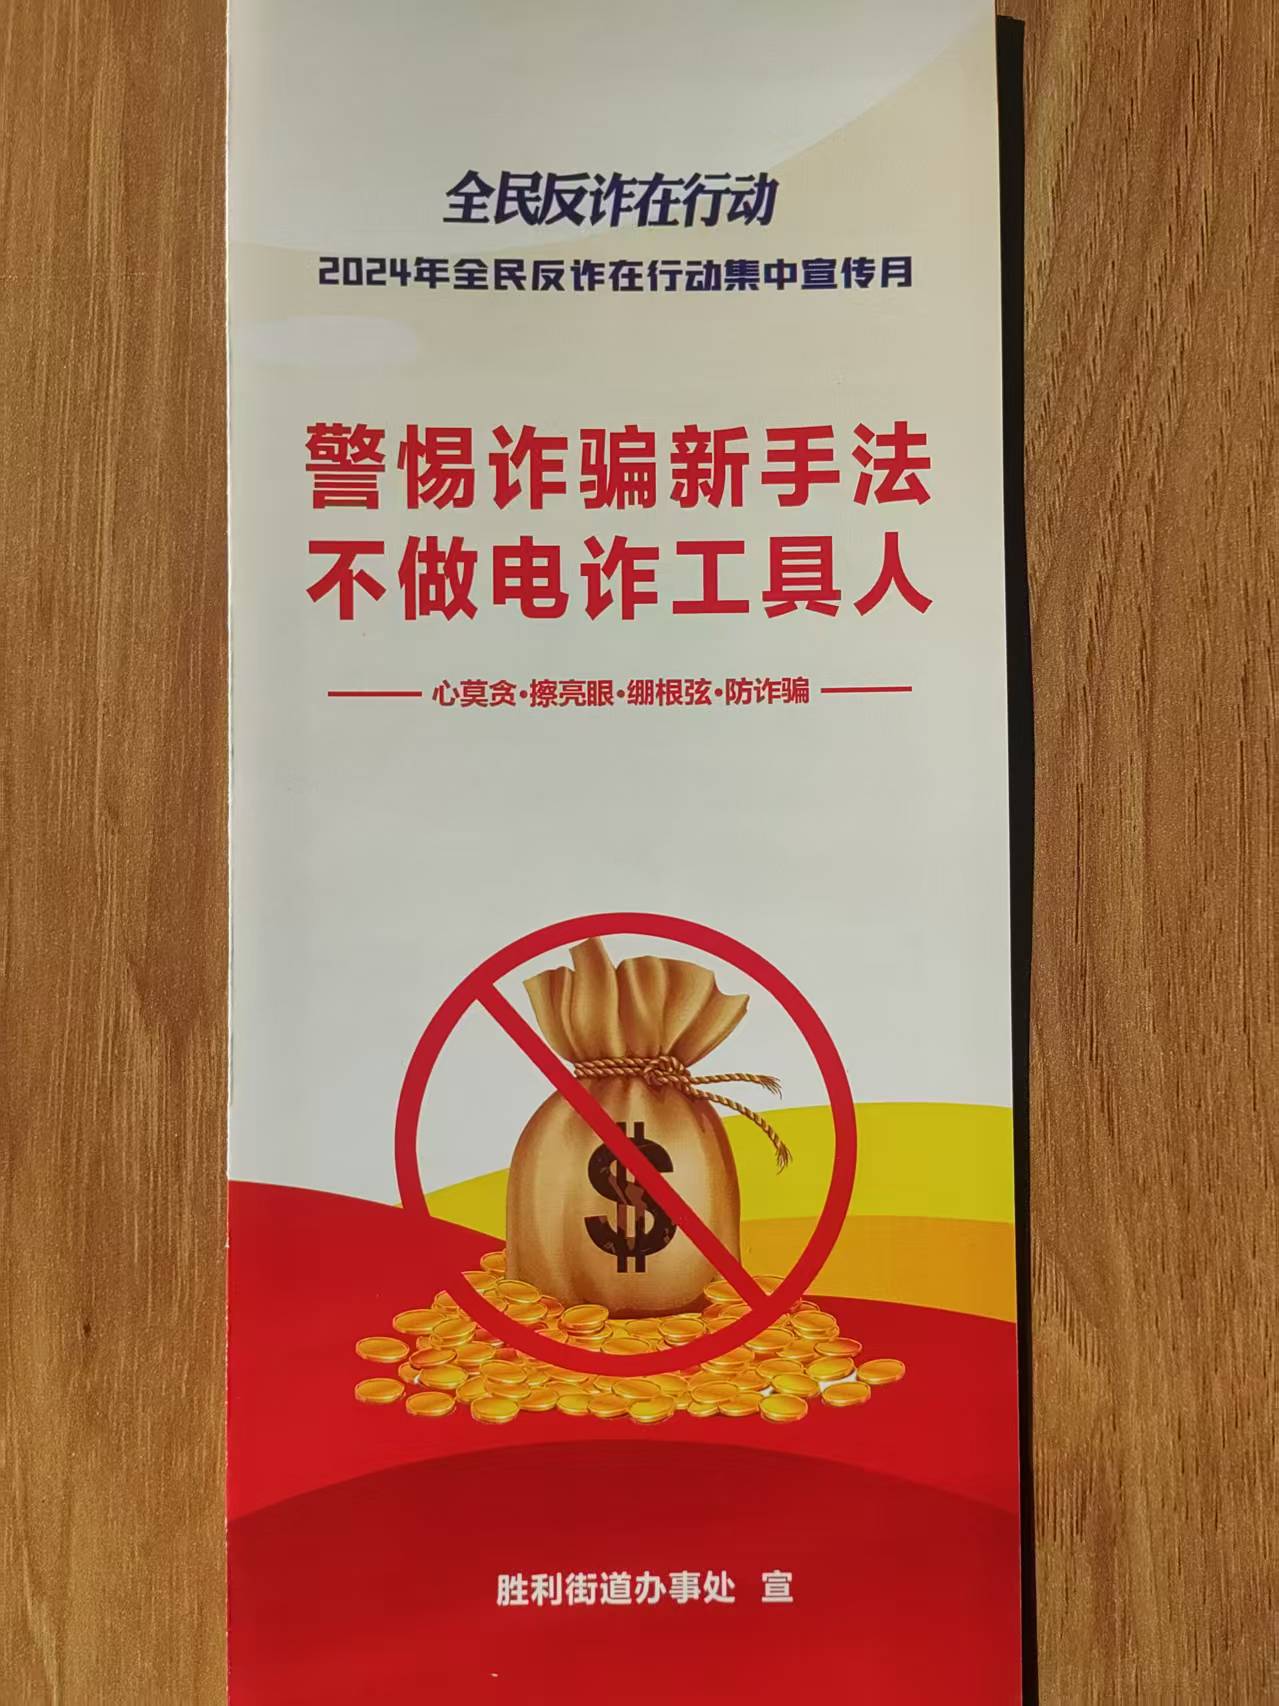 全民反诈在行动
2024年全民反诈在行动集中宣传月
警惕诈骗新手法
不做电诈工具人
心莫贪·擦亮眼·绷根弦·防诈骗
$
胜利街道办事处 宣